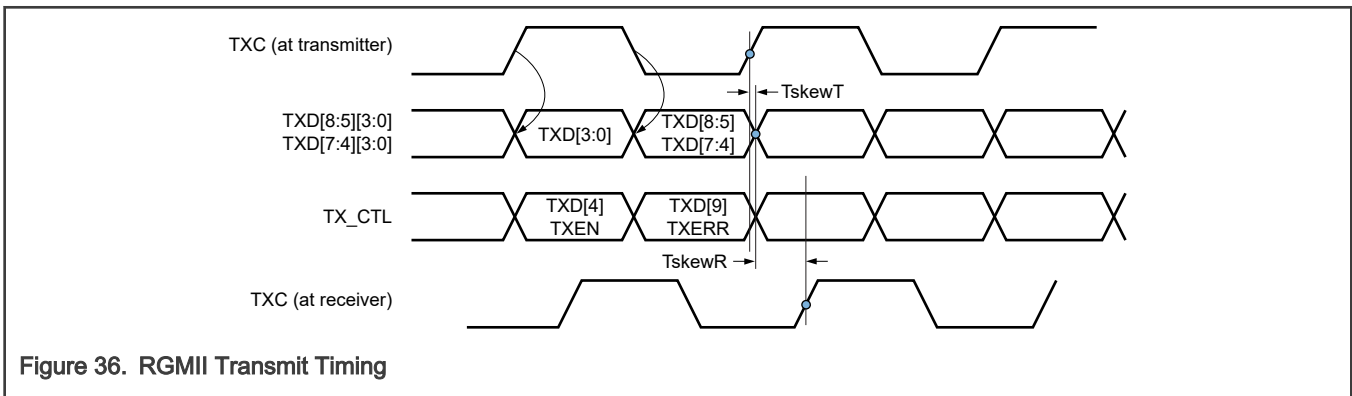 TXC (at transmitter)
TskewT
TXD[8:5][3:0]
TXD[7:4][3:0]
TXD[3:0]
TXD[8:5]
TXD[7:4]
TX_CTL
TXD[4]
TXEN
TXD[9]
TXERR
TskewR
TXC (at receiver)
Figure 36. RGMII Transmit Timing